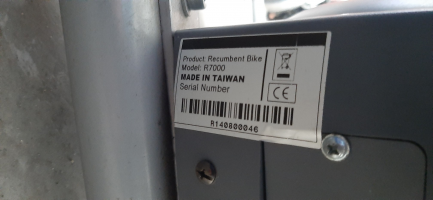 Product: Recumbent Bike
Model: R7000
MADE IN TAIWAN
Serial Number
CE
R140800046